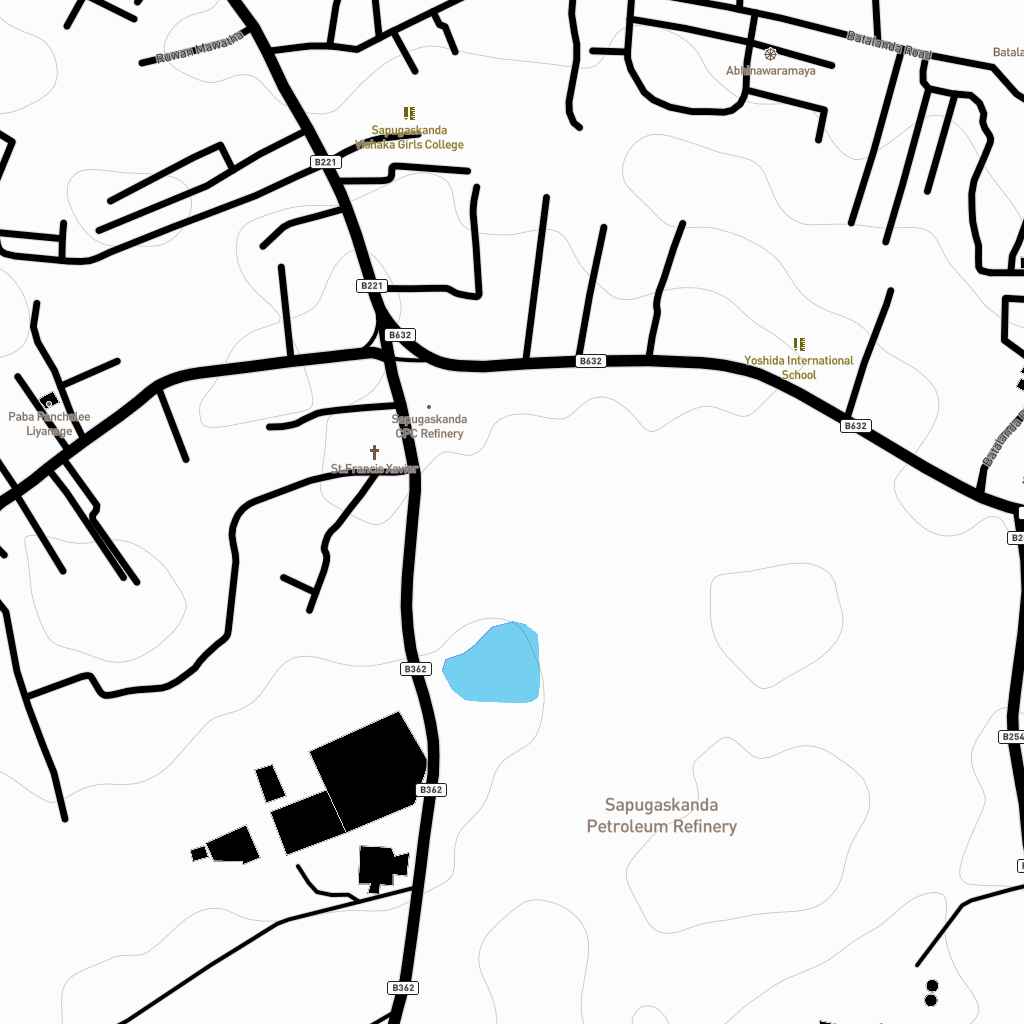 Rowan Mawatha
Batalanda Road
Batala
Abhinawaramaya
Sapugaskanda
Vishaka Girls College
B221
B221
B632
B632
Yoshida International
School
Paba Panchalee
Liyanage
Sapugaskanda
CPC Refinery
B632
St.Francis Xavier
B362
B254
B362
Sapugaskanda
Petroleum Refinery
B362